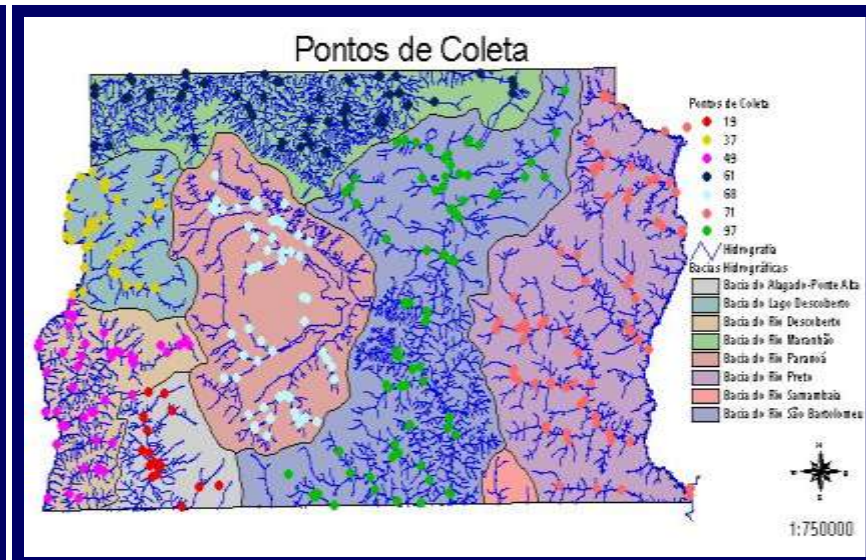 Pontos de Coleta
Pontos de Coleta
19
37
49
61
68
71
97
Hidrografia
Bacias Hidrográficas
Bacia do Alagado-Ponte Alta
Bacia do Lago Descoberto
Bacia do Rio Descoberto
Bacia do Rio Maranhão
Bacia do Rio Paranoá
Bacia do Rio Preto
Bacia do Rio Samambaia
Bacia do Rio São Bartolomeu
1:750000